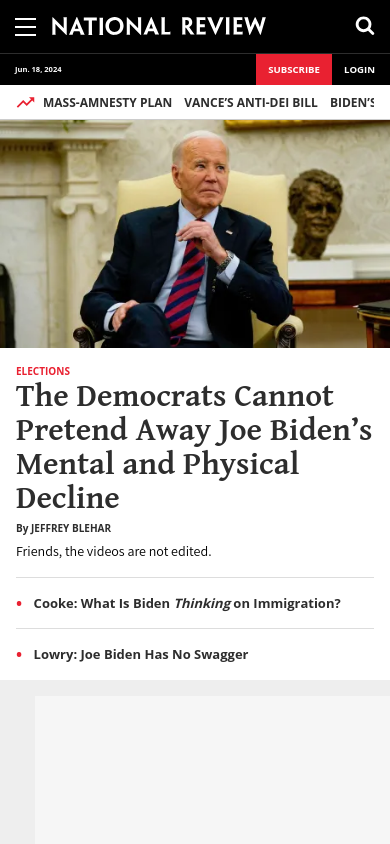 NATIONAL REVIEW
Jun. 18, 2024
SUBSCRIBE
LOGIN
MASS-AMNESTY PLAN VANCE'S ANTI-DEI BILL BIDEN'S
ELECTIONS
The Democrats Cannot
Pretend Away Joe Biden’s
Mental and Physical
Decline
By JEFFREY BLEHAR
Friends, the videos are not edited.
• Cooke: What Is Biden Thinking on Immigration?
• Lowry: Joe Biden Has No Swagger